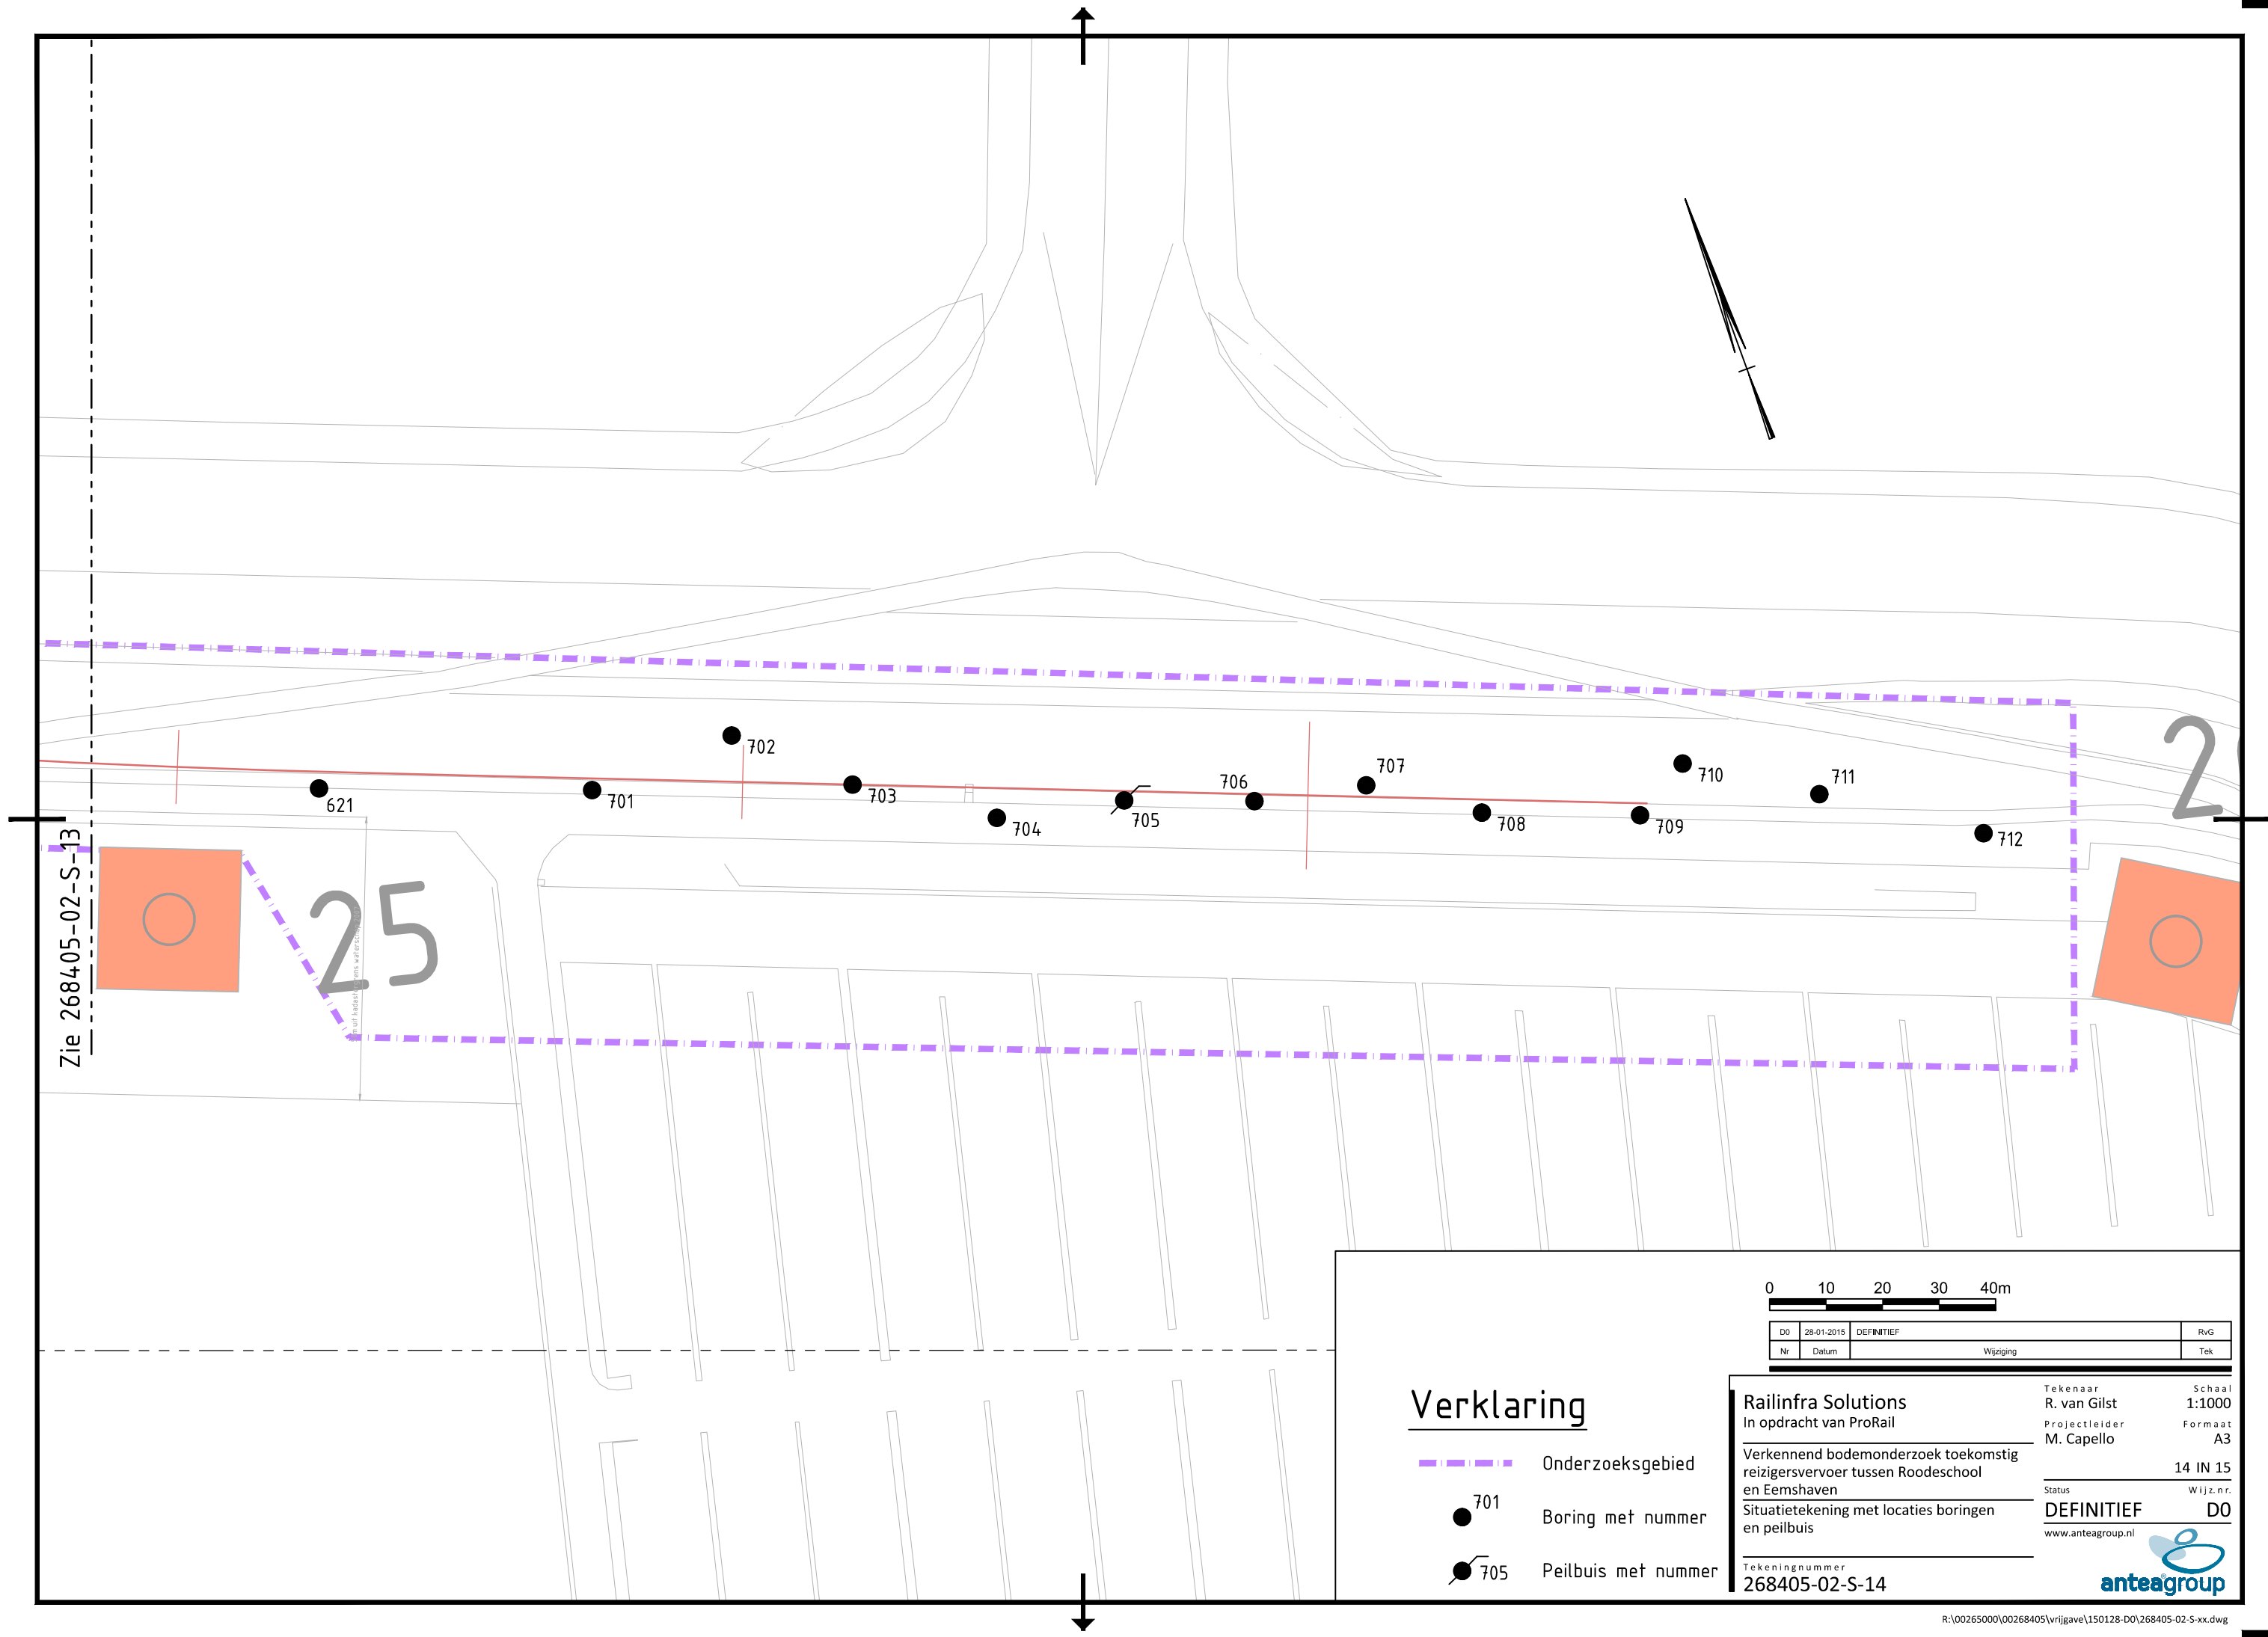 702
707
710
711
706
621
701
703
704
705
708
709
712
Zie 268405-02-S-13
25
0 10 20 30 40m
D0 28-01-2015 DEFINITIEF RvG
Nr Datum Wijziging Tek
Verklaring
Onderzoeksgebied
701
Boring met nummer
705
Peilbuis met nummer
Railinfra Solutions
In opdracht van ProRail
Verkennend bodemonderzoek toekomstig
reizigersvervoer tussen Roodeschool
en Eemshaven
Situatietekening met locaties boringen
en peilbuis
Tekeningnummer
268405-02-S-14
Tekenaar Schaal
R. van Gilst 1:1000
Projectleider Formaat
M. Capello A3
14 IN 15
Status Wijz.nr.
DEFINITIEF D0
www.anteagroup.nl
anteagroup
R:\00265000\00268405\vrijgave\150128-D0\268405-02-S-xx.dwg